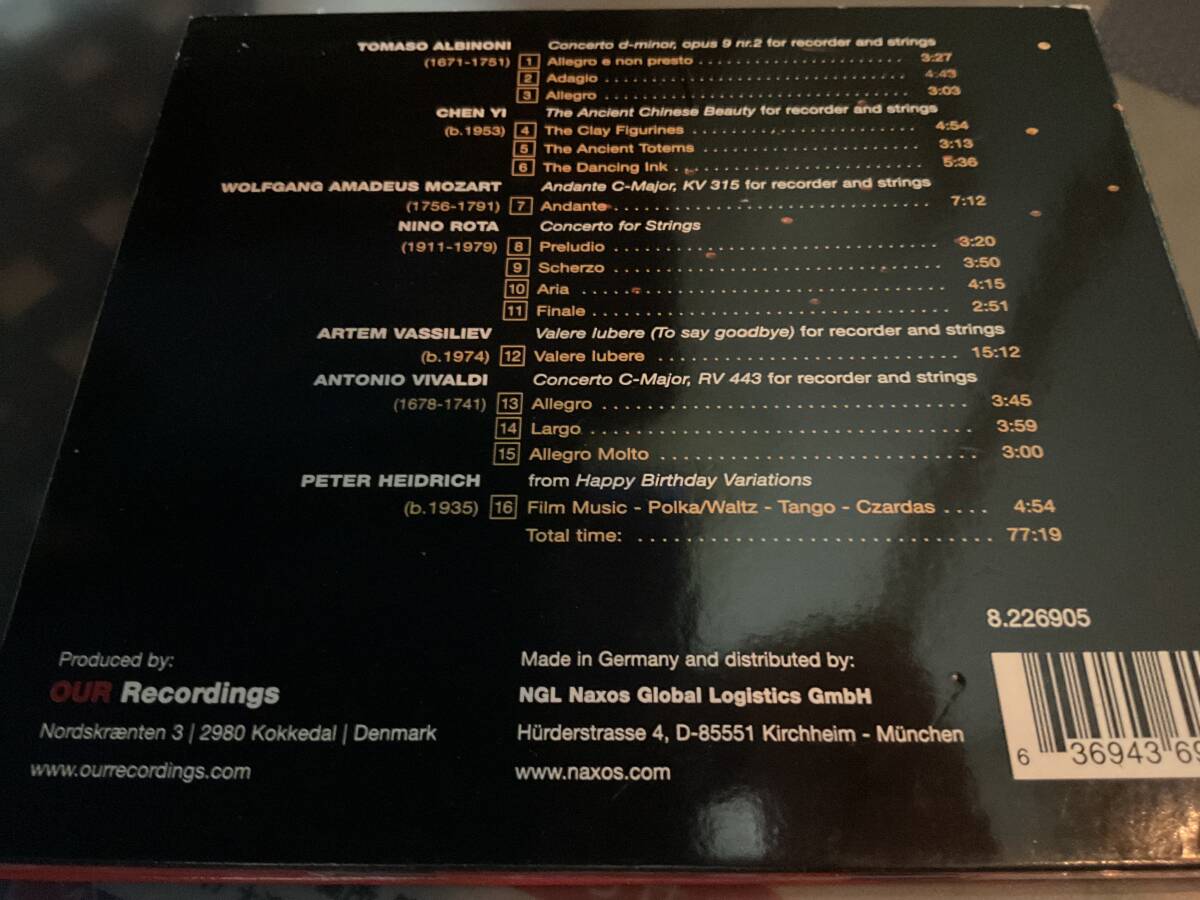 TOMASO ALBINONI Concerto d-minor, opus 9 nr.2 for recorder and strings
(1671-1751) 1 Allegro e non presto 3:27
2 Adagio 4:43
3 Allegro 3:03
CHEN YI The Ancient Chinese Beauty for recorder and strings
(b.1953) 4 The Clay Figurines 4:54
5 The Ancient Totems 3:13
6 The Dancing Ink 5:36
WOLFGANG AMADEUS MOZART Andante C-Major, KV 315 for recorder and strings
(1756-1791) 7 Andante 7:12
NINO ROTA Concerto for Strings
(1911-1979) 8 Preludio 3:20
9 Scherzo 3:50
10 Aria 4:15
11 Finale 2:51
ARTEM VASSILIEV Valere Iubere (To say goodbye) for recorder and strings
(b.1974) 12 Valere Iubere 15:12
ANTONIO VIVALDI Concerto C-Major, RV 443 for recorder and strings
(1678-1741) 13 Allegro 3:45
14 Largo 3:59
15 Allegro Molto 3:00
PETER HEIDRICH from Happy Birthday Variations
(b.1935) 16 Film Music - Polka/Waltz - Tango - Czardas 4:54
Total time: 77:19
8.226905
Produced by:
OUR Recordings
Nordskrænten 3 | 2980 Kokkedal | Denmark
www.ourrecordings.com
Made in Germany and distributed by:
NGL Naxos Global Logistics GmbH
Hürderstrasse 4, D-85551 Kirchheim - München
www.naxos.com
6 36943 69